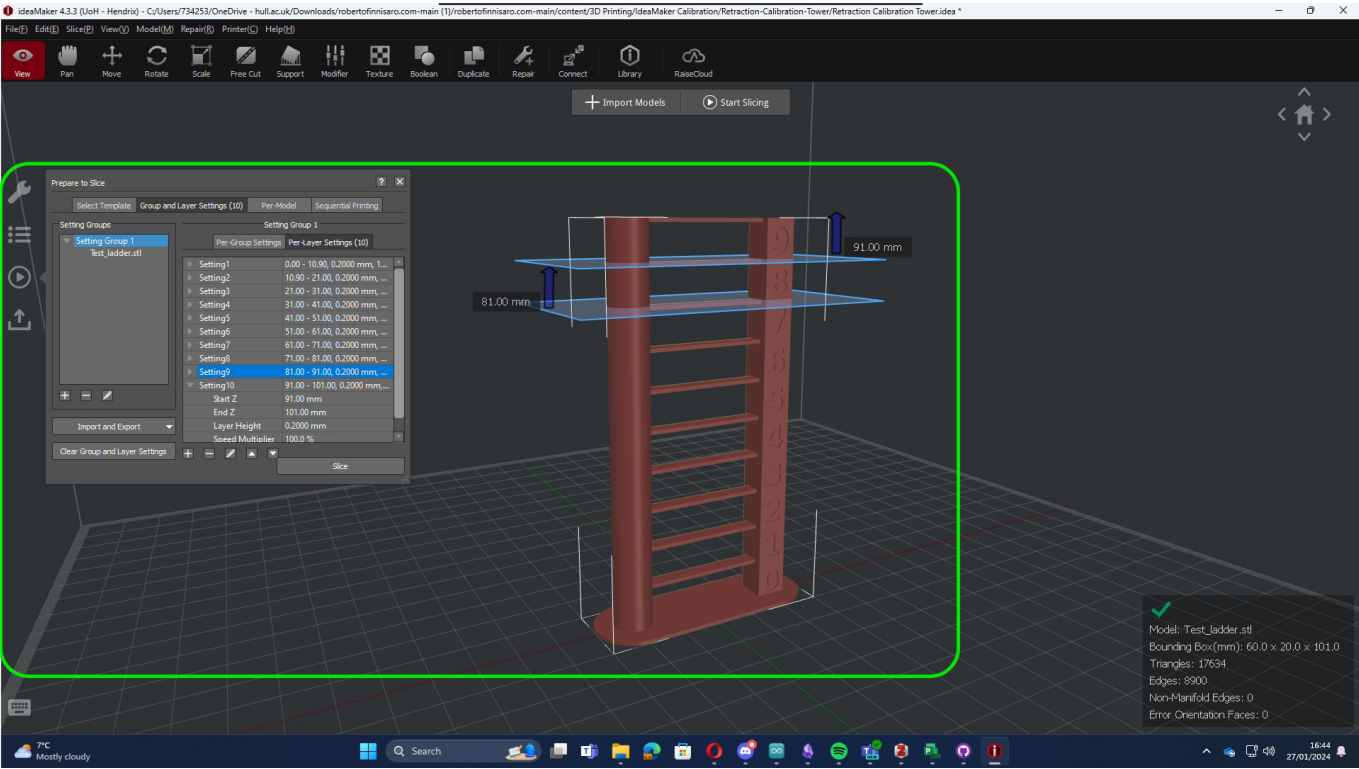 ideaMaker 4.3.3 (UoH - Hendrix) - C:/Users/734253/OneDrive - hull.ac.uk/Downloads/robertofinnisaro.com-main (1)/robertofinnisaro.com-main/content/3D Printing/IdeaMaker Calibration/Retraction-Calibration-Tower/Retraction Calibration Tower.idea *
File(F) Edit(E) Slice(P) View(V) Model(M) Repair(R) Printer(C) Help(H)
View Pan Move Rotate Scale Free Cut Support Modifier Texture Boolean Duplicate Repair Connect Library RaiseCloud
Import Models Start Slicing
Prepare to Slice ?
Select Template Group and Layer Settings (10) Per-Model Sequential Printing
Setting Groups Setting Group 1
Setting Group 1 Per-Group Settings Per-Layer Settings (10)
Test_ladder.stl
Setting1 0.00 - 10.90, 0.2000 mm, 1...
Setting2 10.90 - 21.00, 0.2000 mm, ...
Setting3 21.00 - 31.00, 0.2000 mm, ...
Setting4 31.00 - 41.00, 0.2000 mm, ...
Setting5 41.00 - 51.00, 0.2000 mm, ...
Setting6 51.00 - 61.00, 0.2000 mm, ...
Setting7 61.00 - 71.00, 0.2000 mm, ...
Setting8 71.00 - 81.00, 0.2000 mm, ...
Setting9 81.00 - 91.00, 0.2000 mm, ...
Setting10 91.00 - 101.00, 0.2000 mm,...
Start Z 91.00 mm
End Z 101.00 mm
Layer Height 0.2000 mm
Speed Multiplier 100.0 %
Import and Export
Clear Group and Layer Settings
Slice
91.00 mm
81.00 mm
9
8
7
6
5
4
3
2
1
0
Model: Test_ladder.stl
Bounding Box(mm): 60.0 x 20.0 x 101.0
Triangles: 17634
Edges: 8900
Non-Manifold Edges: 0
Error Orientation Faces: 0
7°C
Mostly cloudy
Search
16:44
27/01/2024